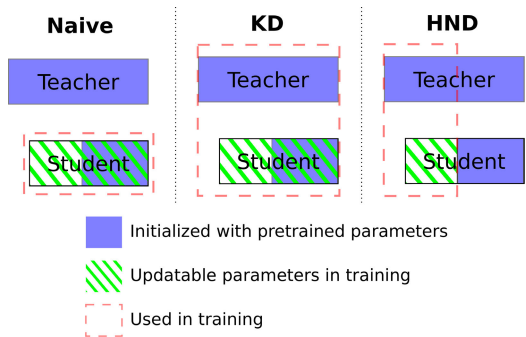 Naive KD HND
Teacher Teacher Teacher
Student Student Student
Initialized with pretrained parameters
Updatable parameters in training
Used in training